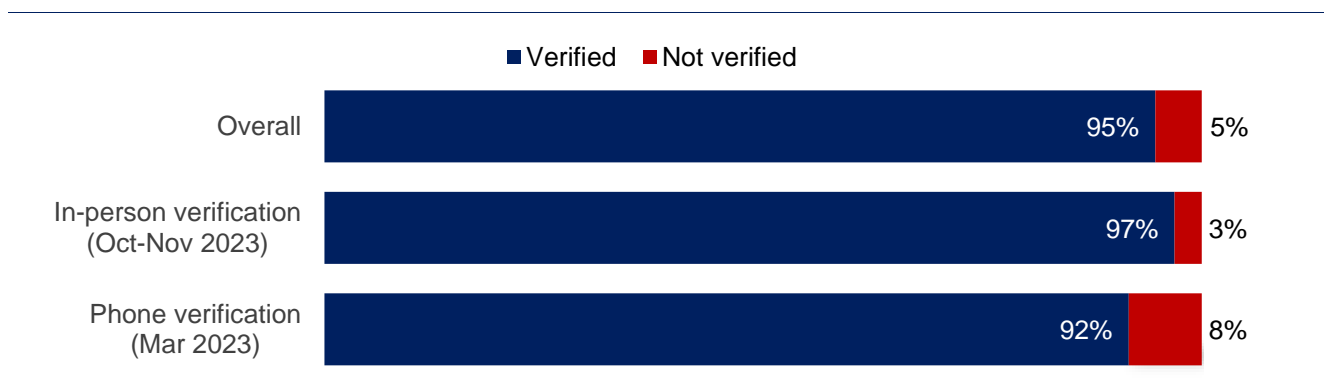 Verified Not verified
Overall 95% 5%
In-person verification
(Oct-Nov 2023) 97% 3%
Phone verification
(Mar 2023) 92% 8%